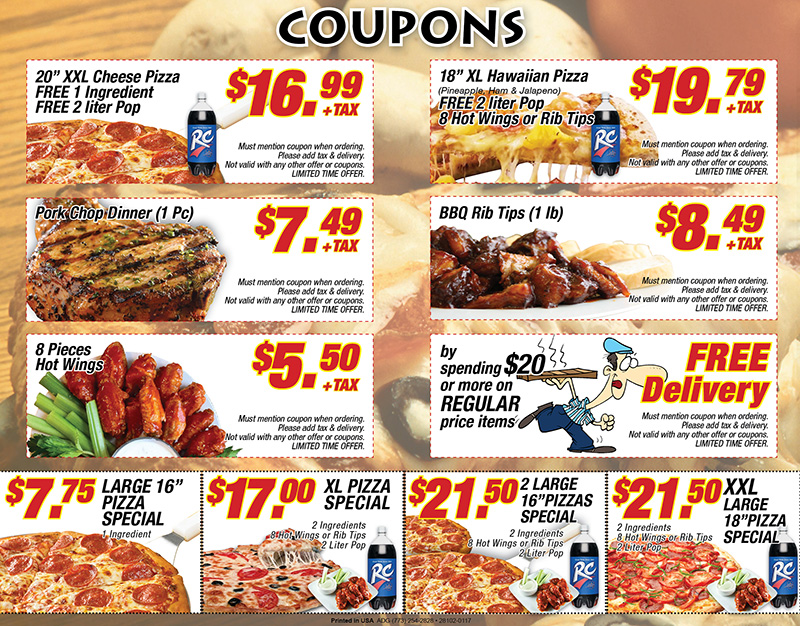 COUPONS
20" XXL Cheese Pizza
FREE 1 Ingredient
FREE 2 liter Pop
$16.99
+TAX
RC
Must mention coupon when ordering.
Please add tax & delivery.
Not valid with any other offer or coupons.
LIMITED TIME OFFER.
18" XL Hawaiian Pizza
(Pineapple, Ham & Jalapeno)
FREE 2 liter Pop
8 Hot Wings or Rib Tips
$19.79
+TAX
RC
Must mention coupon when ordering.
Please add tax & delivery.
Not valid with any other offer or coupons.
LIMITED TIME OFFER.
Pork Chop Dinner (1 Pc)
$7.49
+TAX
Must mention coupon when ordering.
Please add tax & delivery.
Not valid with any other offer or coupons.
LIMITED TIME OFFER.
BBQ Rib Tips (1 lb)
$8.49
+TAX
Must mention coupon when ordering.
Please add tax & delivery.
Not valid with any other offer or coupons.
LIMITED TIME OFFER.
8 Pieces
Hot Wings
$5.50
+TAX
Must mention coupon when ordering.
Please add tax & delivery.
Not valid with any other offer or coupons.
LIMITED TIME OFFER.
by
spending $20
or more on
REGULAR
price items
FREE
Delivery
Must mention coupon when ordering.
Please add tax & delivery.
Not valid with any other offer or coupons.
LIMITED TIME OFFER.
$7.75
LARGE 16"
PIZZA
SPECIAL
1 Ingredient
$17.00
XL PIZZA
SPECIAL
2 Ingredients
8 Hot Wings or Rib Tips
2 Liter Pop
RC
$21.50
2 LARGE
16"PIZZAS
SPECIAL
2 Ingredients
8 Hot Wings or Rib Tips
2 Liter Pop
RC
$21.50
XXL
LARGE
18"PIZZA
SPECIAL
2 Ingredients
8 Hot Wings or Rib Tips
2 Liter Pop
RC
Printed in USA ADG (773) 254-2828 • 28102-0117